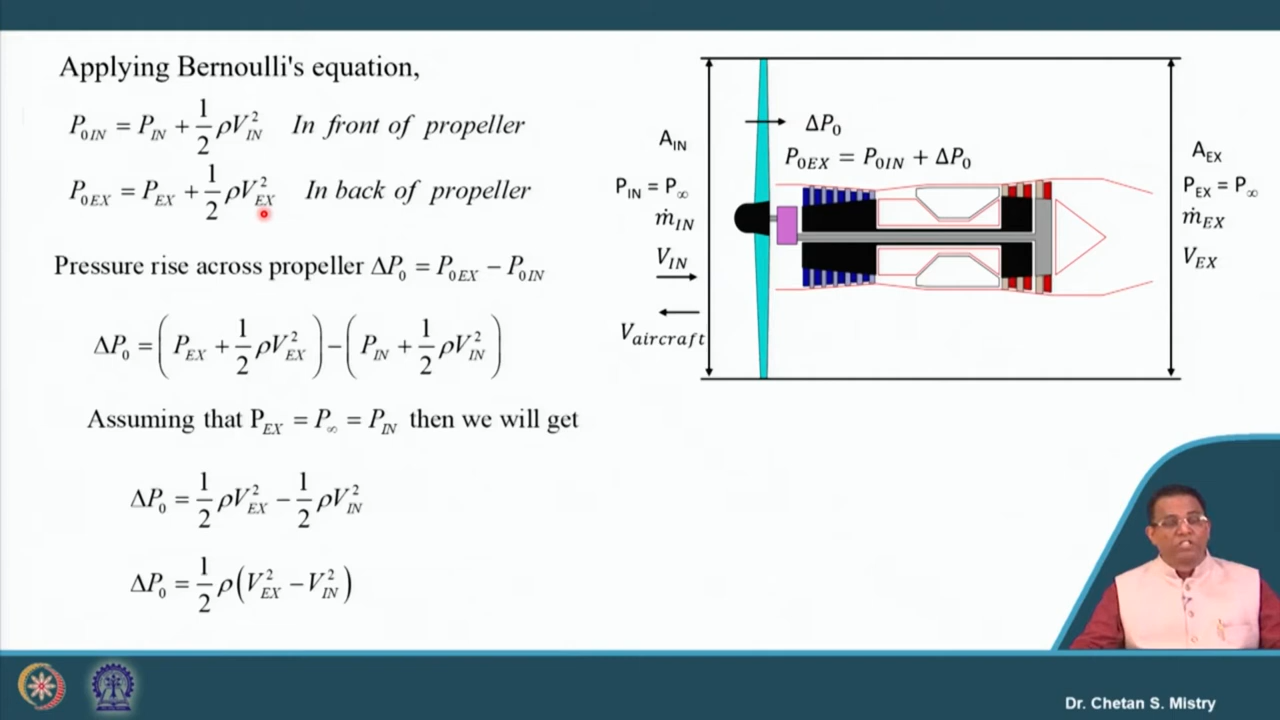 Applying Bernoulli's equation,
P₀IN = PIN + 1/2 ρV²IN In front of propeller
P₀EX = PEX + 1/2 ρV²EX In back of propeller
Pressure rise across propeller ΔP₀ = P₀EX − P₀IN
ΔP₀ = (PEX + 1/2 ρV²EX) − (PIN + 1/2 ρV²IN)
Assuming that PEX = P∞ = PIN then we will get
ΔP₀ = 1/2 ρV²EX − 1/2 ρV²IN
ΔP₀ = 1/2 ρ(V²EX − V²IN)
AIN
PIN = P∞
ṁIN
VIN
Vaircraft
ΔP₀
P₀EX = P₀IN + ΔP₀
AEX
PEX = P∞
ṁEX
VEX
Dr. Chetan S. Mistry